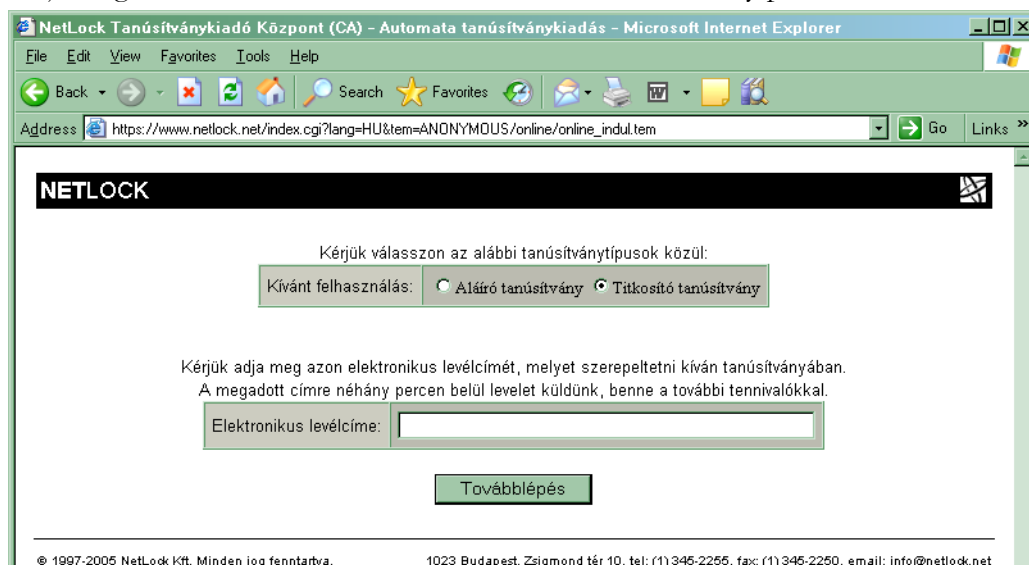 NetLock Tanúsítványkiadó Központ (CA) - Automata tanúsítványkiadás - Microsoft Internet Explorer
File Edit View Favorites Tools Help
Back Search Favorites
Address https://www.netlock.net/index.cgi?lang=HU&tem=ANONYMOUS/online/online_indul.tem Go Links »
NETLOCK
Kérjük válasszon az alábbi tanúsítványtípusok közül:
Kívánt felhasználás: Aláíró tanúsítvány Titkosító tanúsítvány
Kérjük adja meg azon elektronikus levélcímét, melyet szerepeltetni kíván tanúsítványában.
A megadott címre néhány percen belül levelet küldünk, benne a további tennivalókkal.
Elektronikus levélcíme:
Továbblépés
© 1997-2005 NetLock Kft. Minden jog fenntartva. 1023 Budapest, Zsigmond tér 10, tel: (1) 345-2255, fax: (1) 345-2250, email: info@netlock.net